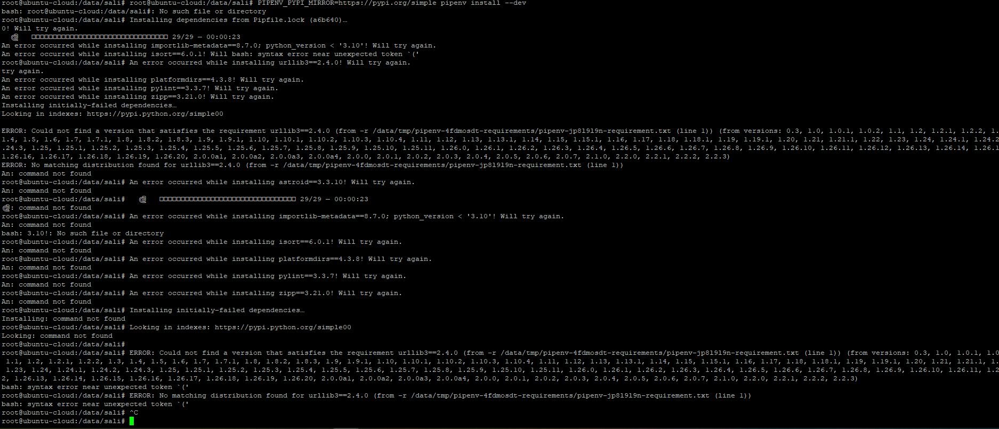 root@ubuntu-cloud:/data/sali# root@ubuntu-cloud:/data/sali# PIPENV_PYPI_MIRROR=https://pypi.org/simple pipenv install --dev
bash: root@ubuntu-cloud:/data/sali#: No such file or directory
root@ubuntu-cloud:/data/sali# Installing dependencies from Pipfile.lock (a6b640)…
0! Will try again.
🐍 ▉▉▉▉▉▉▉▉▉▉▉▉▉▉▉▉▉▉▉▉▉▉▉▉▉▉▉▉▉▉▉▉ 29/29 — 00:00:23
An error occurred while installing importlib-metadata==8.7.0; python_version < '3.10'! Will try again.
An error occurred while installing isort==6.0.1! Will bash: syntax error near unexpected token `('
root@ubuntu-cloud:/data/sali# An error occurred while installing urllib3==2.4.0! Will try again.
try again.
An error occurred while installing platformdirs==4.3.8! Will try again.
An error occurred while installing pylint==3.3.7! Will try again.
An error occurred while installing zipp==3.21.0! Will try again.
Installing initially-failed dependencies…
Looking in indexes: https://pypi.python.org/simple00
ERROR: Could not find a version that satisfies the requirement urllib3==2.4.0 (from -r /data/tmp/pipenv-4fdmosdt-requirements/pipenv-jp8l9l9n-requirement.txt (line 1)) (from versions: 0.3, 1.0, 1.0.1, 1.0.2, 1.1, 1.2, 1.2.1, 1.2.2, 1.
1.4, 1.5, 1.6, 1.7, 1.7.1, 1.8, 1.8.2, 1.8.3, 1.9, 1.9.1, 1.10, 1.10.1, 1.10.2, 1.10.3, 1.10.4, 1.11, 1.12, 1.13, 1.13.1, 1.14, 1.15, 1.15.1, 1.16, 1.17, 1.18, 1.18.1, 1.19, 1.19.1, 1.20, 1.21, 1.21.1, 1.22, 1.23, 1.24, 1.24.1, 1.24.2
.24.3, 1.25, 1.25.1, 1.25.2, 1.25.3, 1.25.4, 1.25.5, 1.25.6, 1.25.7, 1.25.8, 1.25.9, 1.25.10, 1.25.11, 1.26.0, 1.26.1, 1.26.2, 1.26.3, 1.26.4, 1.26.5, 1.26.6, 1.26.7, 1.26.8, 1.26.9, 1.26.10, 1.26.11, 1.26.12, 1.26.13, 1.26.14, 1.26.1
1.26.16, 1.26.17, 1.26.18, 1.26.19, 1.26.20, 2.0.0a1, 2.0.0a2, 2.0.0a3, 2.0.0a4, 2.0.0, 2.0.1, 2.0.2, 2.0.3, 2.0.4, 2.0.5, 2.0.6, 2.0.7, 2.1.0, 2.2.0, 2.2.1, 2.2.2, 2.2.3)
ERROR: No matching distribution found for urllib3==2.4.0 (from -r /data/tmp/pipenv-4fdmosdt-requirements/pipenv-jp8l9l9n-requirement.txt (line 1))
An: command not found
root@ubuntu-cloud:/data/sali# An error occurred while installing astroid==3.3.10! Will try again.
An: command not found
root@ubuntu-cloud:/data/sali#   🐍 ▉▉▉▉▉▉▉▉▉▉▉▉▉▉▉▉▉▉▉▉▉▉▉▉▉▉▉▉▉▉▉▉ 29/29 — 00:00:23
🐍: command not found
root@ubuntu-cloud:/data/sali# An error occurred while installing importlib-metadata==8.7.0; python_version < '3.10'! Will try again.
An: command not found
bash: 3.10!: No such file or directory
root@ubuntu-cloud:/data/sali# An error occurred while installing isort==6.0.1! Will try again.
An: command not found
root@ubuntu-cloud:/data/sali# An error occurred while installing platformdirs==4.3.8! Will try again.
An: command not found
root@ubuntu-cloud:/data/sali# An error occurred while installing pylint==3.3.7! Will try again.
An: command not found
root@ubuntu-cloud:/data/sali# An error occurred while installing zipp==3.21.0! Will try again.
An: command not found
root@ubuntu-cloud:/data/sali# Installing initially-failed dependencies…
Installing: command not found
root@ubuntu-cloud:/data/sali# Looking in indexes: https://pypi.python.org/simple00
Looking: command not found
root@ubuntu-cloud:/data/sali#
root@ubuntu-cloud:/data/sali# ERROR: Could not find a version that satisfies the requirement urllib3==2.4.0 (from -r /data/tmp/pipenv-4fdmosdt-requirements/pipenv-jp8l9l9n-requirement.txt (line 1)) (from versions: 0.3, 1.0, 1.0.1, 1.0
1.1, 1.2, 1.2.1, 1.2.2, 1.3, 1.4, 1.5, 1.6, 1.7, 1.7.1, 1.8, 1.8.2, 1.8.3, 1.9, 1.9.1, 1.10, 1.10.1, 1.10.2, 1.10.3, 1.10.4, 1.11, 1.12, 1.13, 1.13.1, 1.14, 1.15, 1.15.1, 1.16, 1.17, 1.18, 1.18.1, 1.19, 1.19.1, 1.20, 1.21, 1.21.1, 1.
1.23, 1.24, 1.24.1, 1.24.2, 1.24.3, 1.25, 1.25.1, 1.25.2, 1.25.3, 1.25.4, 1.25.5, 1.25.6, 1.25.7, 1.25.8, 1.25.9, 1.25.10, 1.25.11, 1.26.0, 1.26.1, 1.26.2, 1.26.3, 1.26.4, 1.26.5, 1.26.6, 1.26.7, 1.26.8, 1.26.9, 1.26.10, 1.26.11, 1.2
2, 1.26.13, 1.26.14, 1.26.15, 1.26.16, 1.26.17, 1.26.18, 1.26.19, 1.26.20, 2.0.0a1, 2.0.0a2, 2.0.0a3, 2.0.0a4, 2.0.0, 2.0.1, 2.0.2, 2.0.3, 2.0.4, 2.0.5, 2.0.6, 2.0.7, 2.1.0, 2.2.0, 2.2.1, 2.2.2, 2.2.3)
bash: syntax error near unexpected token `('
root@ubuntu-cloud:/data/sali# ERROR: No matching distribution found for urllib3==2.4.0 (from -r /data/tmp/pipenv-4fdmosdt-requirements/pipenv-jp8l9l9n-requirement.txt (line 1))
bash: syntax error near unexpected token `('
root@ubuntu-cloud:/data/sali# ^C
root@ubuntu-cloud:/data/sali#